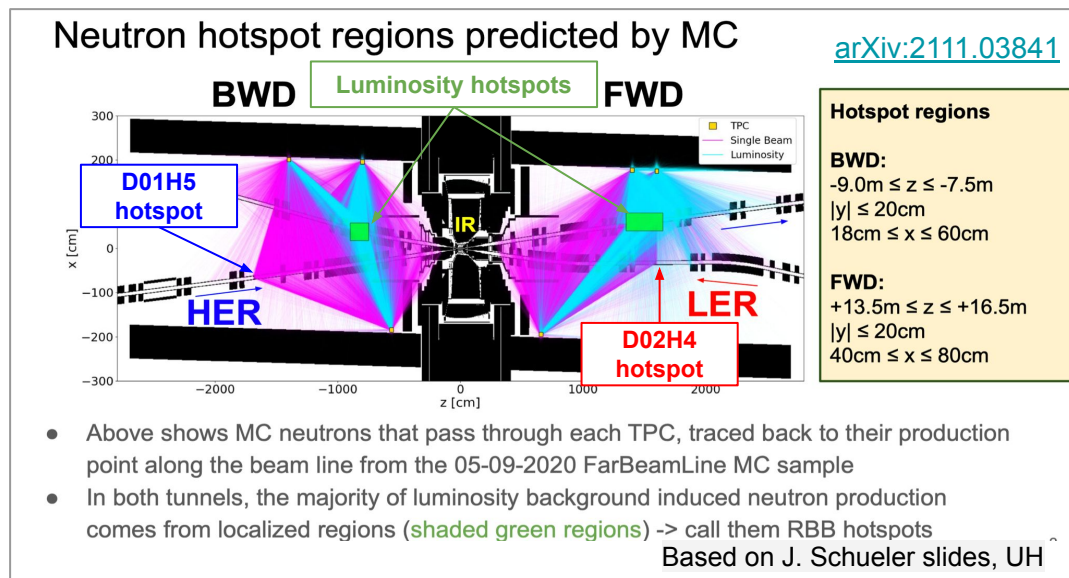 Neutron hotspot regions predicted by MC
arXiv:2111.03841
BWD
Luminosity hotspots
FWD
Hotspot regions
BWD:
-9.0m ≤ z ≤ -7.5m
|y| ≤ 20cm
18cm ≤ x ≤ 60cm
FWD:
+13.5m ≤ z ≤ +16.5m
|y| ≤ 20cm
40cm ≤ x ≤ 80cm
TPC
Single Beam
Luminosity
D01H5
hotspot
IR
HER
LER
D02H4
hotspot
x [cm]
300
200
100
0
−100
−200
−300
−2000
−1000
0
1000
2000
z [cm]
● Above shows MC neutrons that pass through each TPC, traced back to their production
point along the beam line from the 05-09-2020 FarBeamLine MC sample
● In both tunnels, the majority of luminosity background induced neutron production
comes from localized regions (shaded green regions) -> call them RBB hotspots
Based on J. Schueler slides, UH